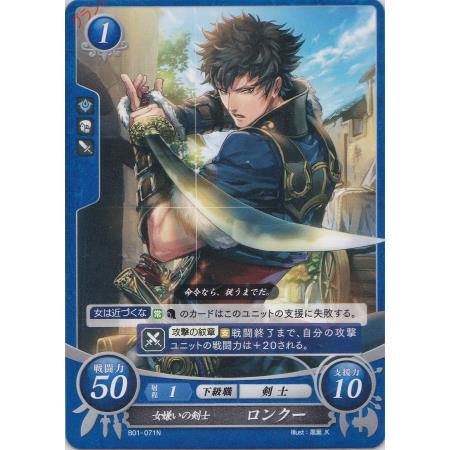 グラン
1
命令なら、従うまでだ。
女は近づくな 常 のカードはこのユニットの支援に失敗する。
攻撃の紋章 支 戦闘終了まで、自分の攻撃
ユニットの戦闘力は+20される。
戦闘力
50
射程 1 下級職 剣士
支援力
10
女嫌いの剣士 ロンクー
B01-071N
Illust:
.K